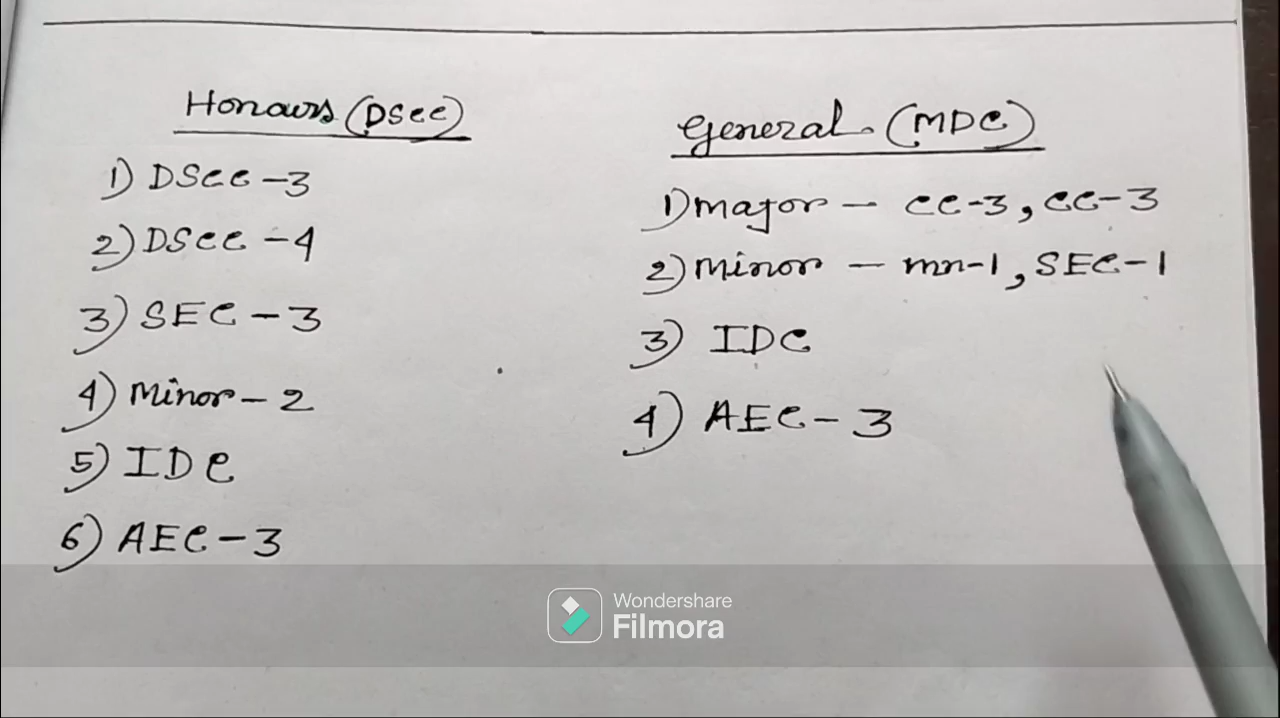 Honours (DSCC)
1) DSCC - 3
2) DSCC - 4
3) SEC - 3
4) Minor - 2
5) IDC
6) AEC - 3
General. (MDC)
1) major - CC-3, CC-3
2) Minor - mn-1, SEC-1
3) IDC
4) AEC - 3
Wondershare
Filmora